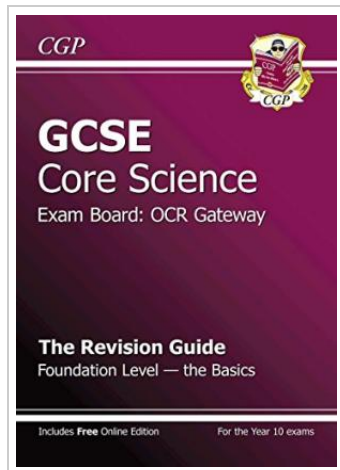 CGP
CGP
GCSE
Core Science
Exam Board: OCR Gateway
The Revision Guide
Foundation Level — the Basics
Includes Free Online Edition
For the Year 10 exams